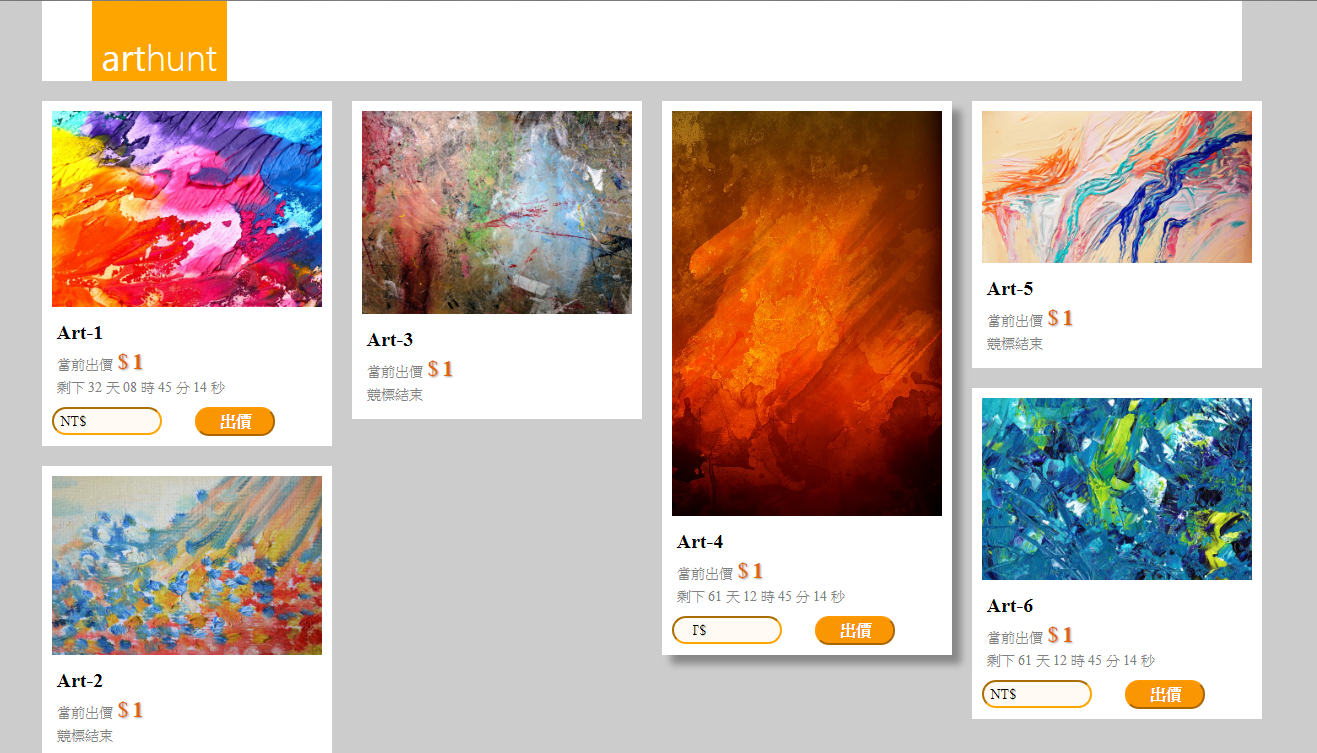 arthunt
Art-1
當前出價 $ 1
剩下 32 天 08 時 45 分 14 秒
NT$
出價
Art-2
當前出價 $ 1
競標結束
Art-3
當前出價 $ 1
競標結束
Art-4
當前出價 $ 1
剩下 61 天 12 時 45 分 14 秒
T$
出價
Art-5
當前出價 $ 1
競標結束
Art-6
當前出價 $ 1
剩下 61 天 12 時 45 分 14 秒
NT$
出價